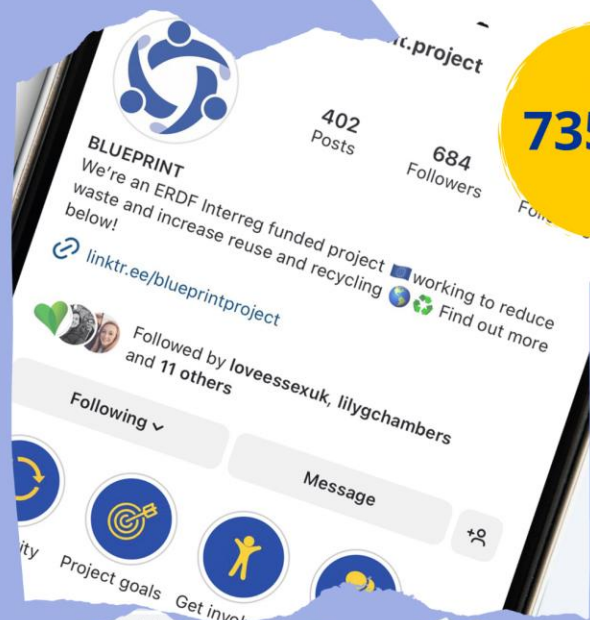 t.project
402
Posts
684
Followers
735
BLUEPRINT
We're an ERDF Interreg funded project 🇪🇺working to reduce
waste and increase reuse and recycling 🌎♻️ Find out more
below!
linktr.ee/blueprintproject
Followed by loveessexuk, lilygchambers
and 11 others
Following
Message
Project goals